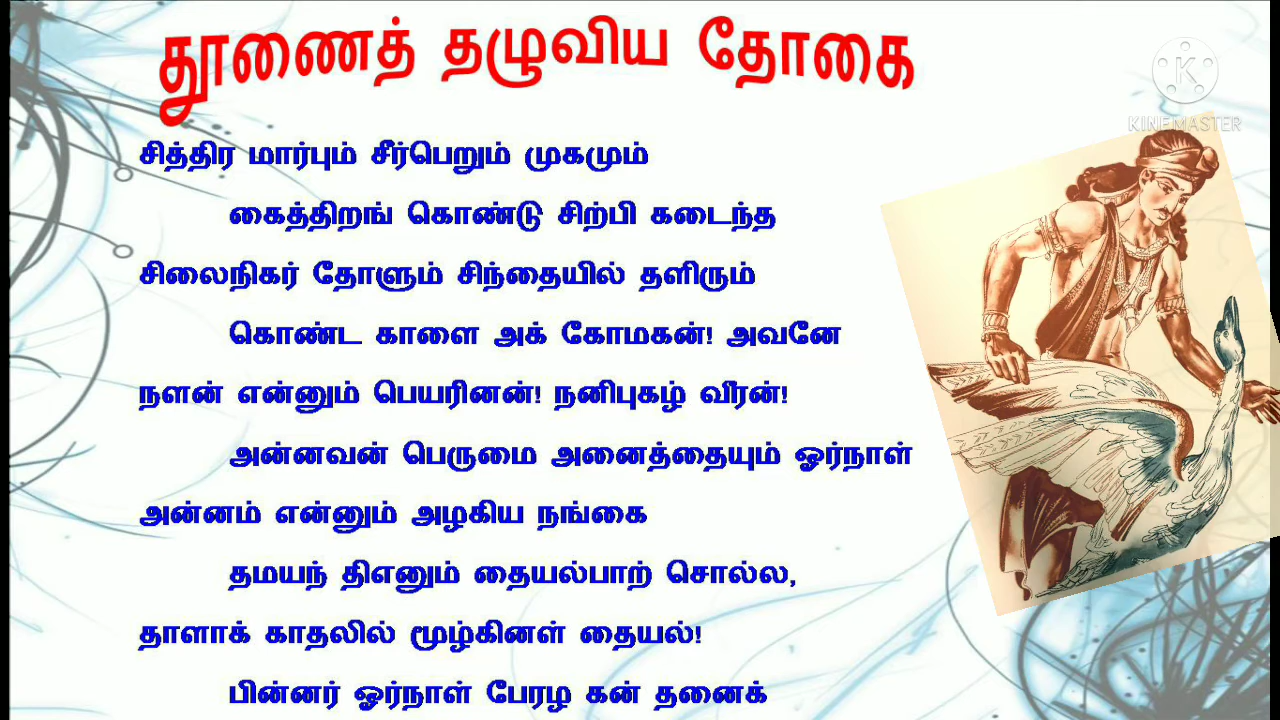 தூணைத் தழுவிய தோகை
KINEMASTER
சித்திர மார்பும் சீர்பெறும் முகமும்
கைத்திறங் கொண்டு சிற்பி கடைந்த
சிலைநிகர் தோளும் சிந்தையில் தளிரும்
கொண்ட காளை அக் கோமகன்! அவனே
நளன் என்னும் பெயரினன்! நனிபுகழ் வீரன்!
அன்னவன் பெருமை அனைத்தையும் ஓர்நாள்
அன்னம் என்னும் அழகிய நங்கை
தமயந் திஎனும் தையல்பாற் சொல்ல,
தாளாக் காதலில் மூழ்கினள் தையல்!
பின்னர் ஓர்நாள் பேரழ கன் தனைக்